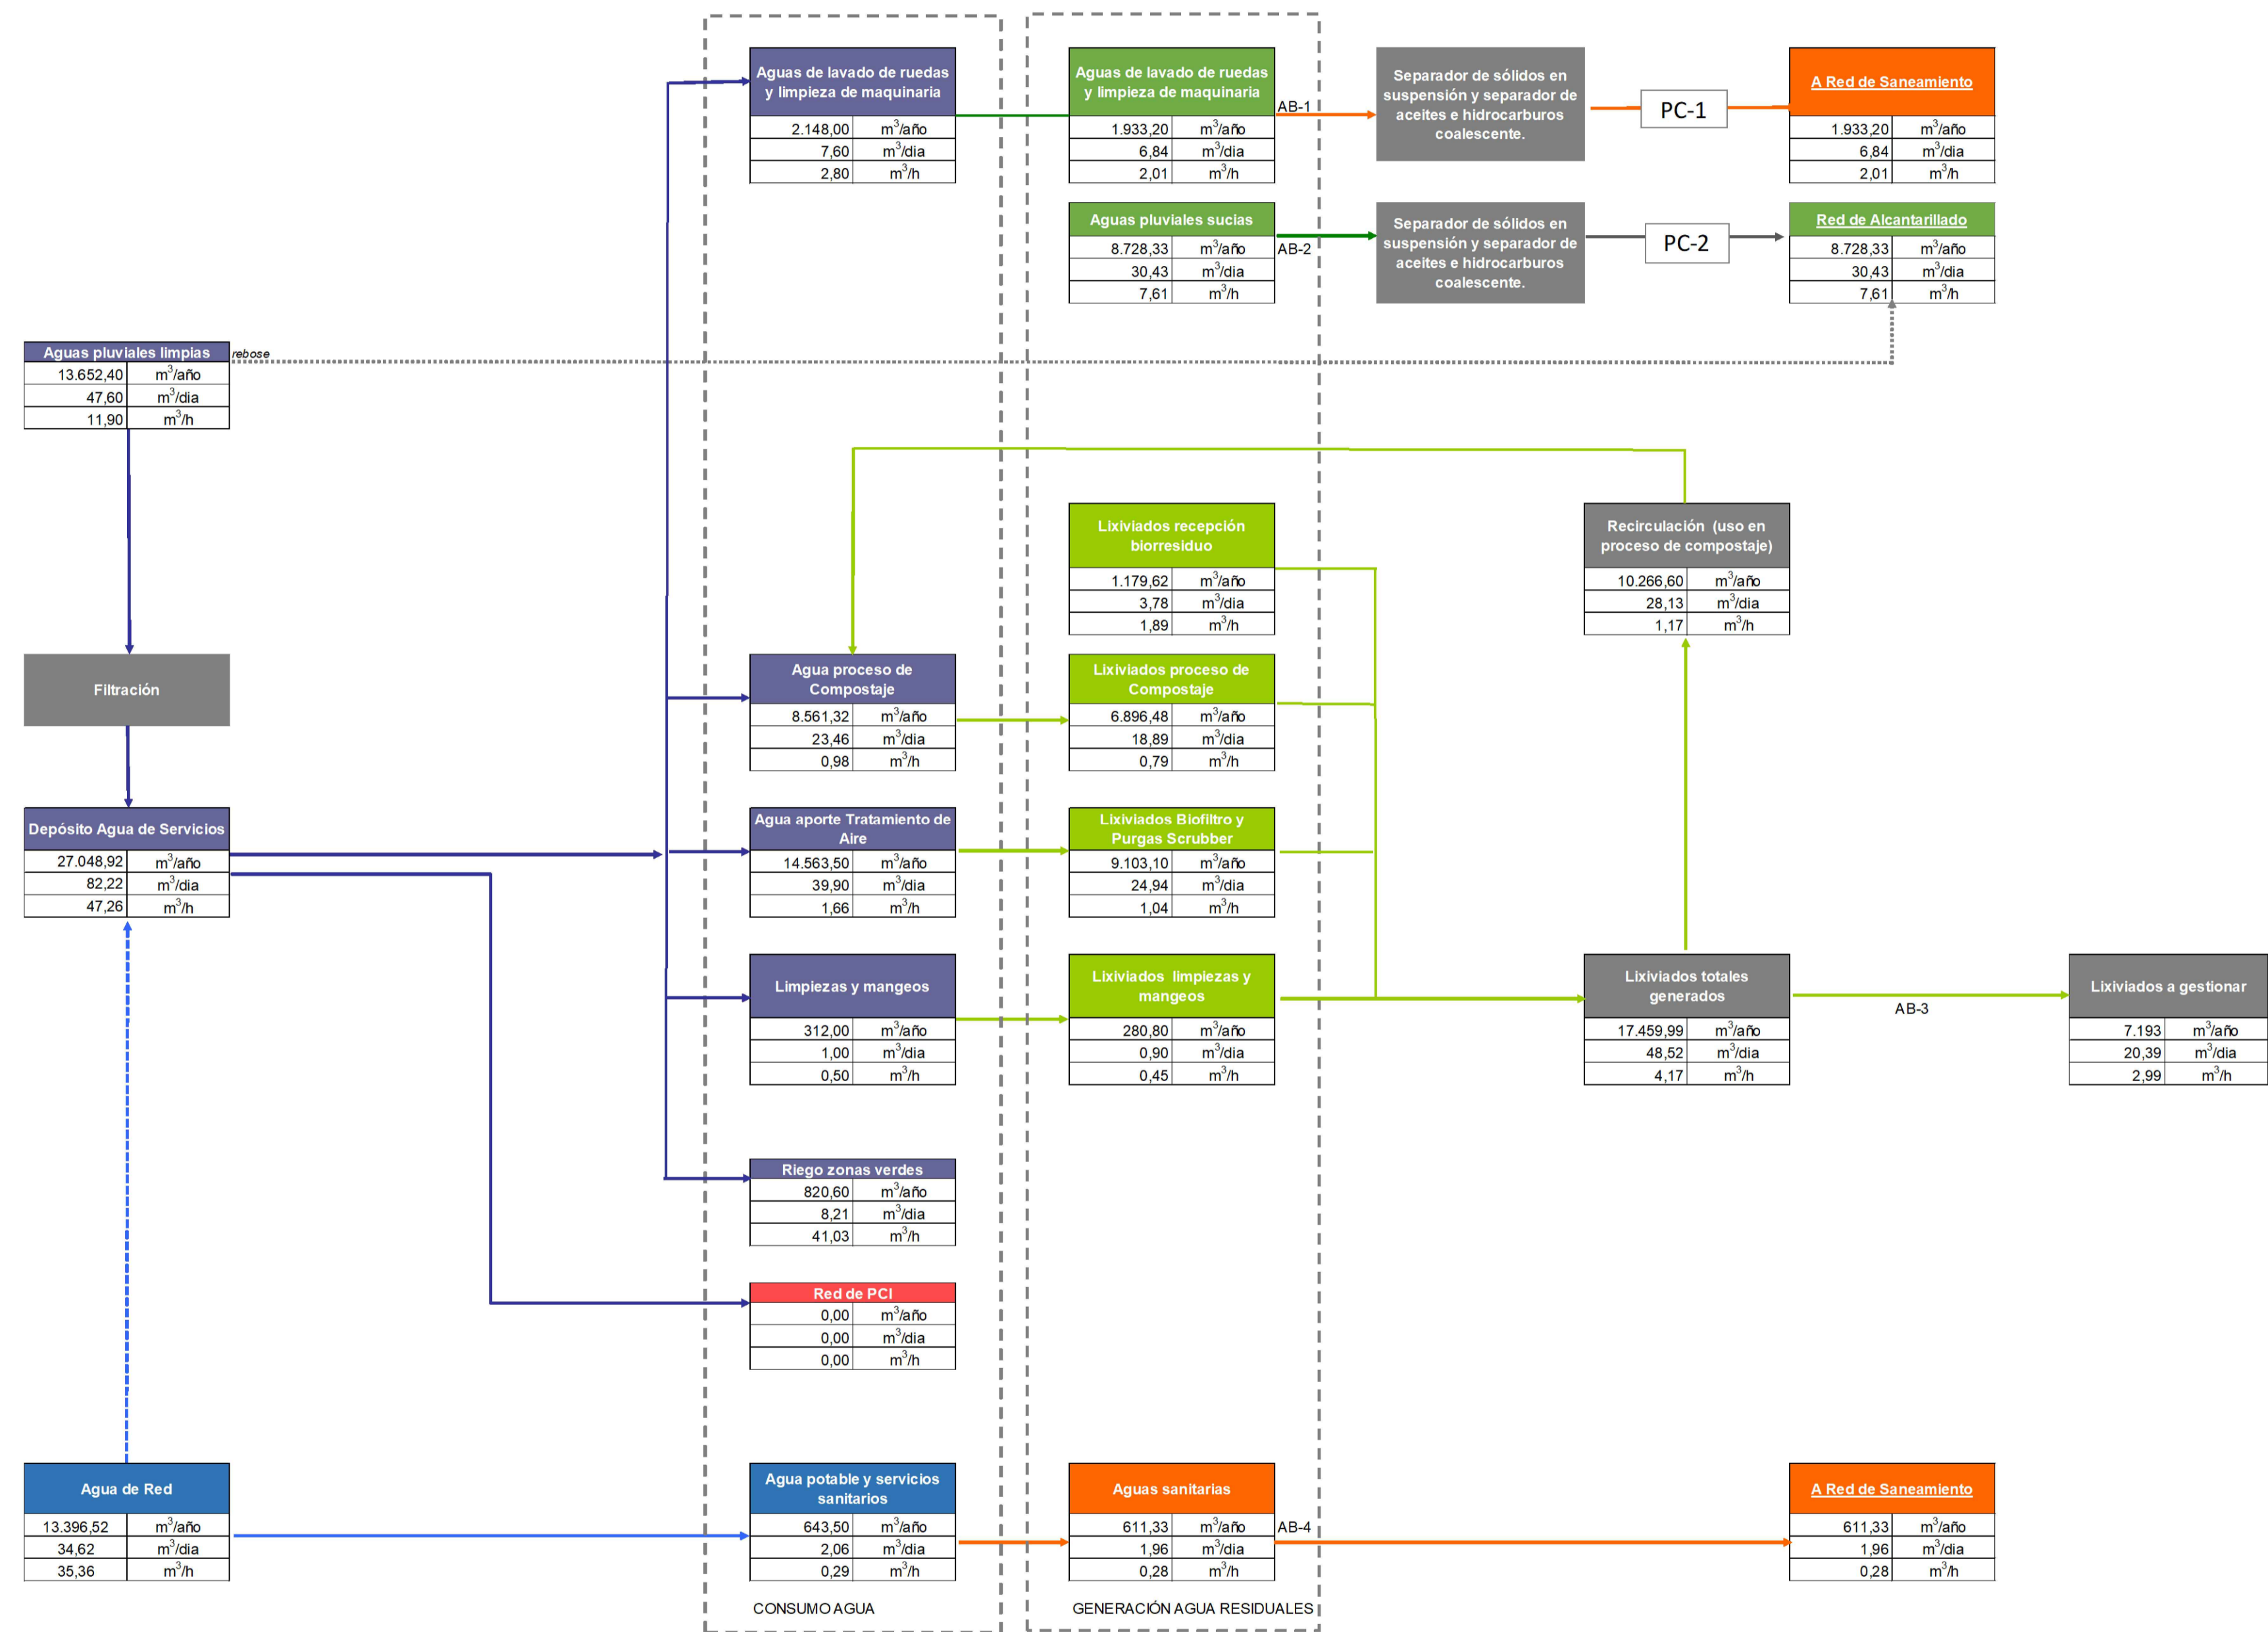 Aguas de lavado de ruedas
y limpieza de maquinaria
2.148,00 m³/año
7,60 m³/dia
2,80 m³/h
Aguas de lavado de ruedas
y limpieza de maquinaria
1.933,20 m³/año
6,84 m³/dia
2,01 m³/h
AB-1
Separador de sólidos en
suspensión y separador de
aceites e hidrocarburos
coalescente.
PC-1
A Red de Saneamiento
1.933,20 m³/año
6,84 m³/dia
2,01 m³/h
Aguas pluviales sucias
8.728,33 m³/año
30,43 m³/dia
7,61 m³/h
AB-2
Separador de sólidos en
suspensión y separador de
aceites e hidrocarburos
coalescente.
PC-2
Red de Alcantarillado
8.728,33 m³/año
30,43 m³/dia
7,61 m³/h
Aguas pluviales limpias
13.652,40 m³/año
47,60 m³/dia
11,90 m³/h
rebose
Lixiviados recepción
biorresiduo
1.179,62 m³/año
3,78 m³/dia
1,89 m³/h
Recirculación (uso en
proceso de compostaje)
10.266,60 m³/año
28,13 m³/dia
1,17 m³/h
Filtración
Agua proceso de
Compostaje
8.561,32 m³/año
23,46 m³/dia
0,98 m³/h
Lixiviados proceso de
Compostaje
6.896,48 m³/año
18,89 m³/dia
0,79 m³/h
Depósito Agua de Servicios
27.048,92 m³/año
82,22 m³/dia
47,26 m³/h
Agua aporte Tratamiento de
Aire
14.563,50 m³/año
39,90 m³/dia
1,66 m³/h
Lixiviados Biofiltro y
Purgas Scrubber
9.103,10 m³/año
24,94 m³/dia
1,04 m³/h
Limpiezas y mangeos
312,00 m³/año
1,00 m³/dia
0,50 m³/h
Lixiviados limpiezas y
mangeos
280,80 m³/año
0,90 m³/dia
0,45 m³/h
Lixiviados totales
generados
17.459,99 m³/año
48,52 m³/dia
4,17 m³/h
AB-3
Lixiviados a gestionar
7.193 m³/año
20,39 m³/dia
2,99 m³/h
Riego zonas verdes
820,60 m³/año
8,21 m³/dia
41,03 m³/h
Red de PCI
0,00 m³/año
0,00 m³/dia
0,00 m³/h
Agua de Red
13.396,52 m³/año
34,62 m³/dia
35,36 m³/h
Agua potable y servicios
sanitarios
643,50 m³/año
2,06 m³/dia
0,29 m³/h
Aguas sanitarias
611,33 m³/año
1,96 m³/dia
0,28 m³/h
AB-4
A Red de Saneamiento
611,33 m³/año
1,96 m³/dia
0,28 m³/h
CONSUMO AGUA
GENERACIÓN AGUA RESIDUALES